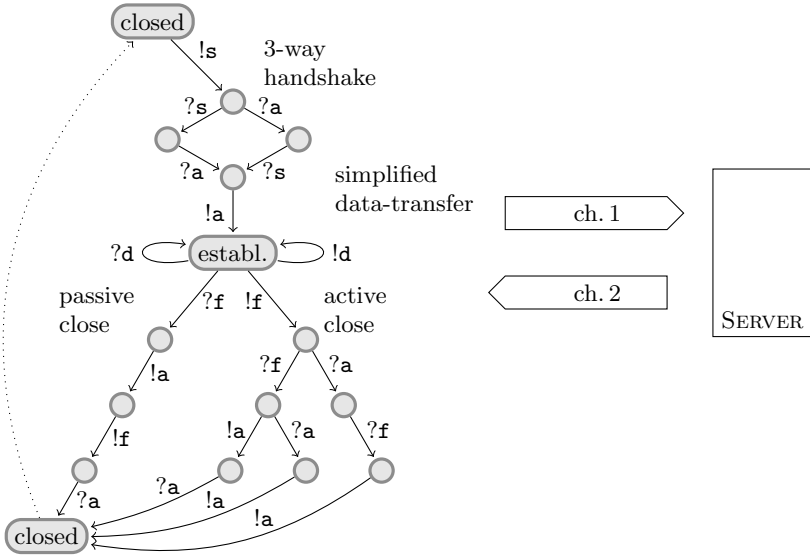 closed
!s
3-way
handshake
?s ?a
?a ?s
simplified
data-transfer
!a
ch. 1
?d establ. !d
ch. 2
passive
close
?f !f
active
close
SERVER
!a ?f ?a
!f !a ?a ?f
?a ?a !a
!a
closed